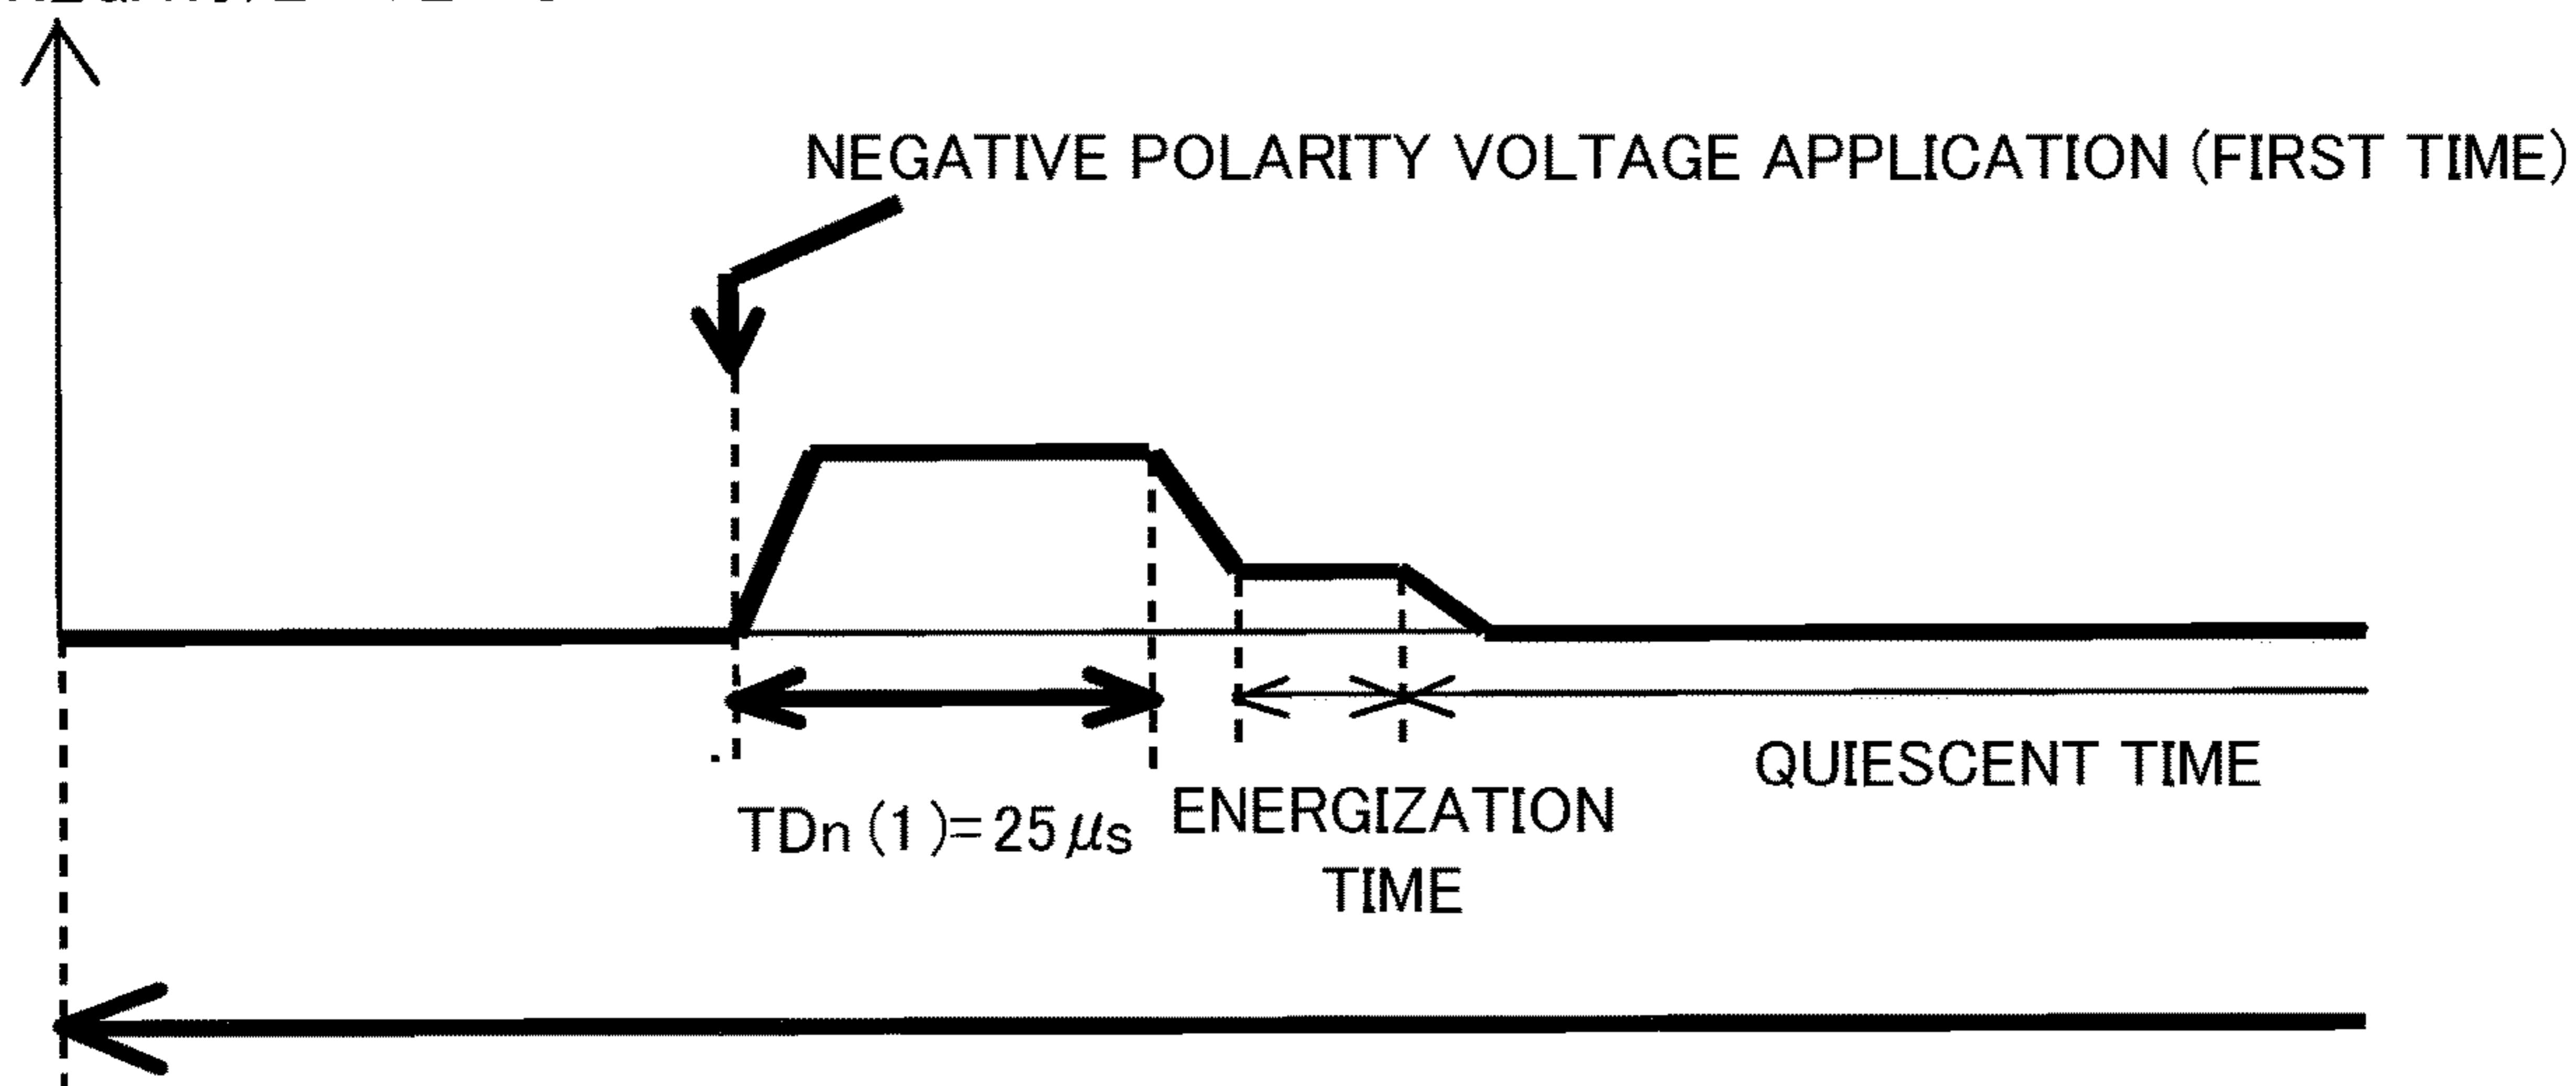 NEGATIVE POLARITY VOLTAGE APPLICATION (FIRST TIME)
QUIESCENT TIME
TDn (1)=25μs
ENERGIZATION
TIME